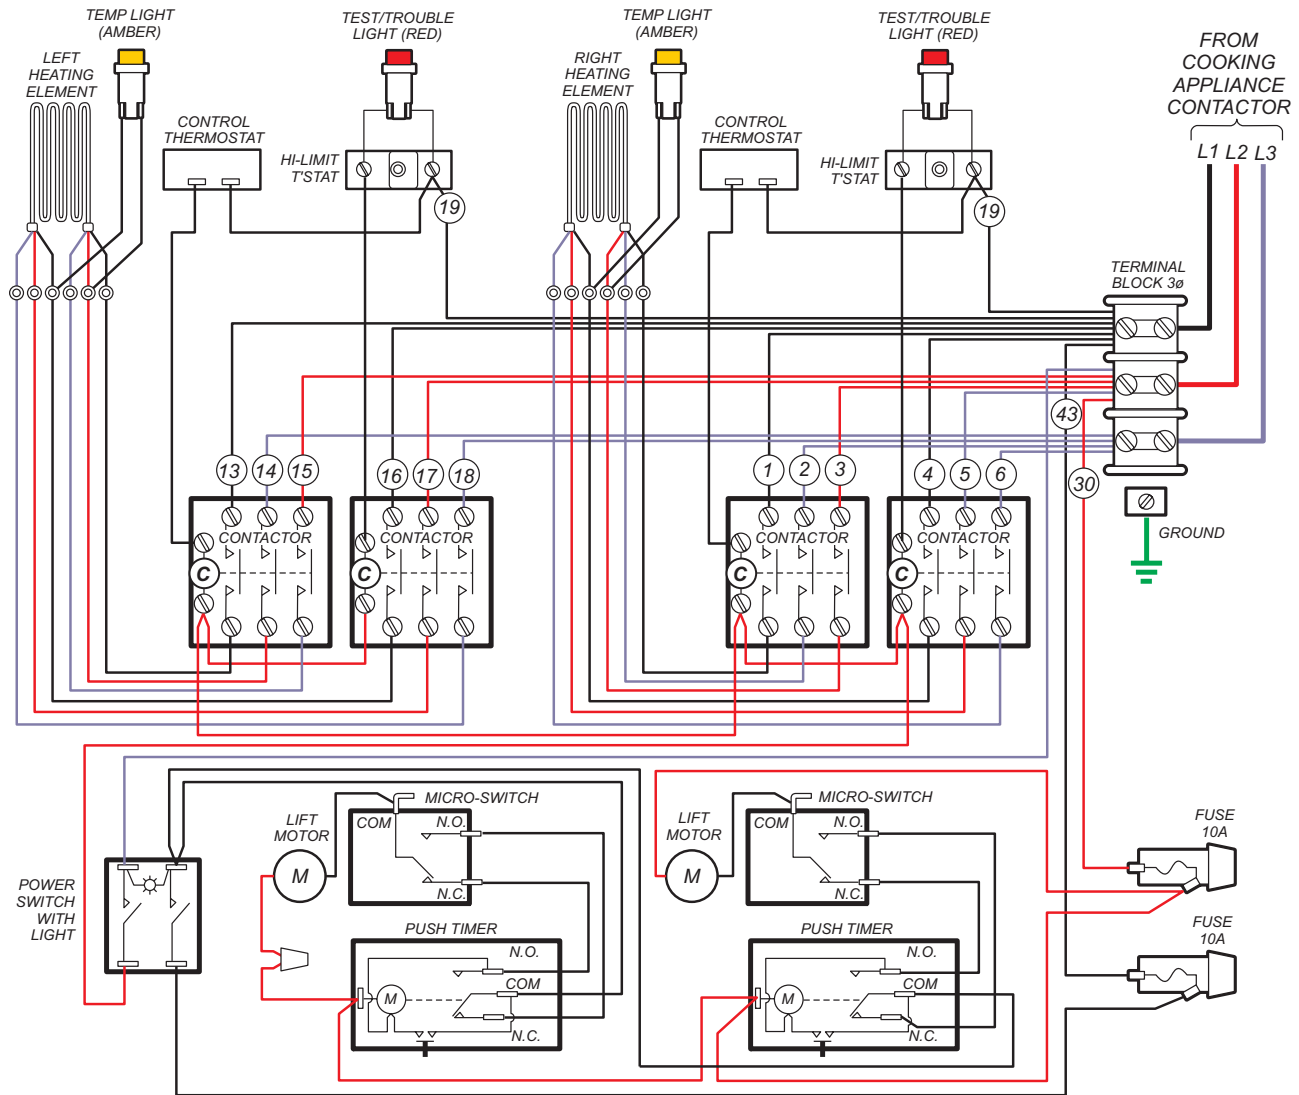 TEMP LIGHT
(AMBER)
TEST/TROUBLE
LIGHT (RED)
TEMP LIGHT
(AMBER)
TEST/TROUBLE
LIGHT (RED)
LEFT
HEATING
ELEMENT
RIGHT
HEATING
ELEMENT
FROM
COOKING
APPLIANCE
CONTACTOR
L1 L2 L3
CONTROL
THERMOSTAT
HI-LIMIT
T'STAT
CONTROL
THERMOSTAT
HI-LIMIT
T'STAT
19
19
TERMINAL
BLOCK 3ø
43
30
13 14 15
16 17 18
1 2 3
4 5 6
CONTACTOR
CONTACTOR
CONTACTOR
CONTACTOR
C
C
C
C
GROUND
MICRO-SWITCH
MICRO-SWITCH
LIFT
MOTOR
M
COM
N.O.
N.C.
LIFT
MOTOR
M
COM
N.O.
N.C.
FUSE
10A
POWER
SWITCH
WITH
LIGHT
PUSH TIMER
N.O.
COM
M
N.C.
PUSH TIMER
N.O.
COM
M
N.C.
FUSE
10A